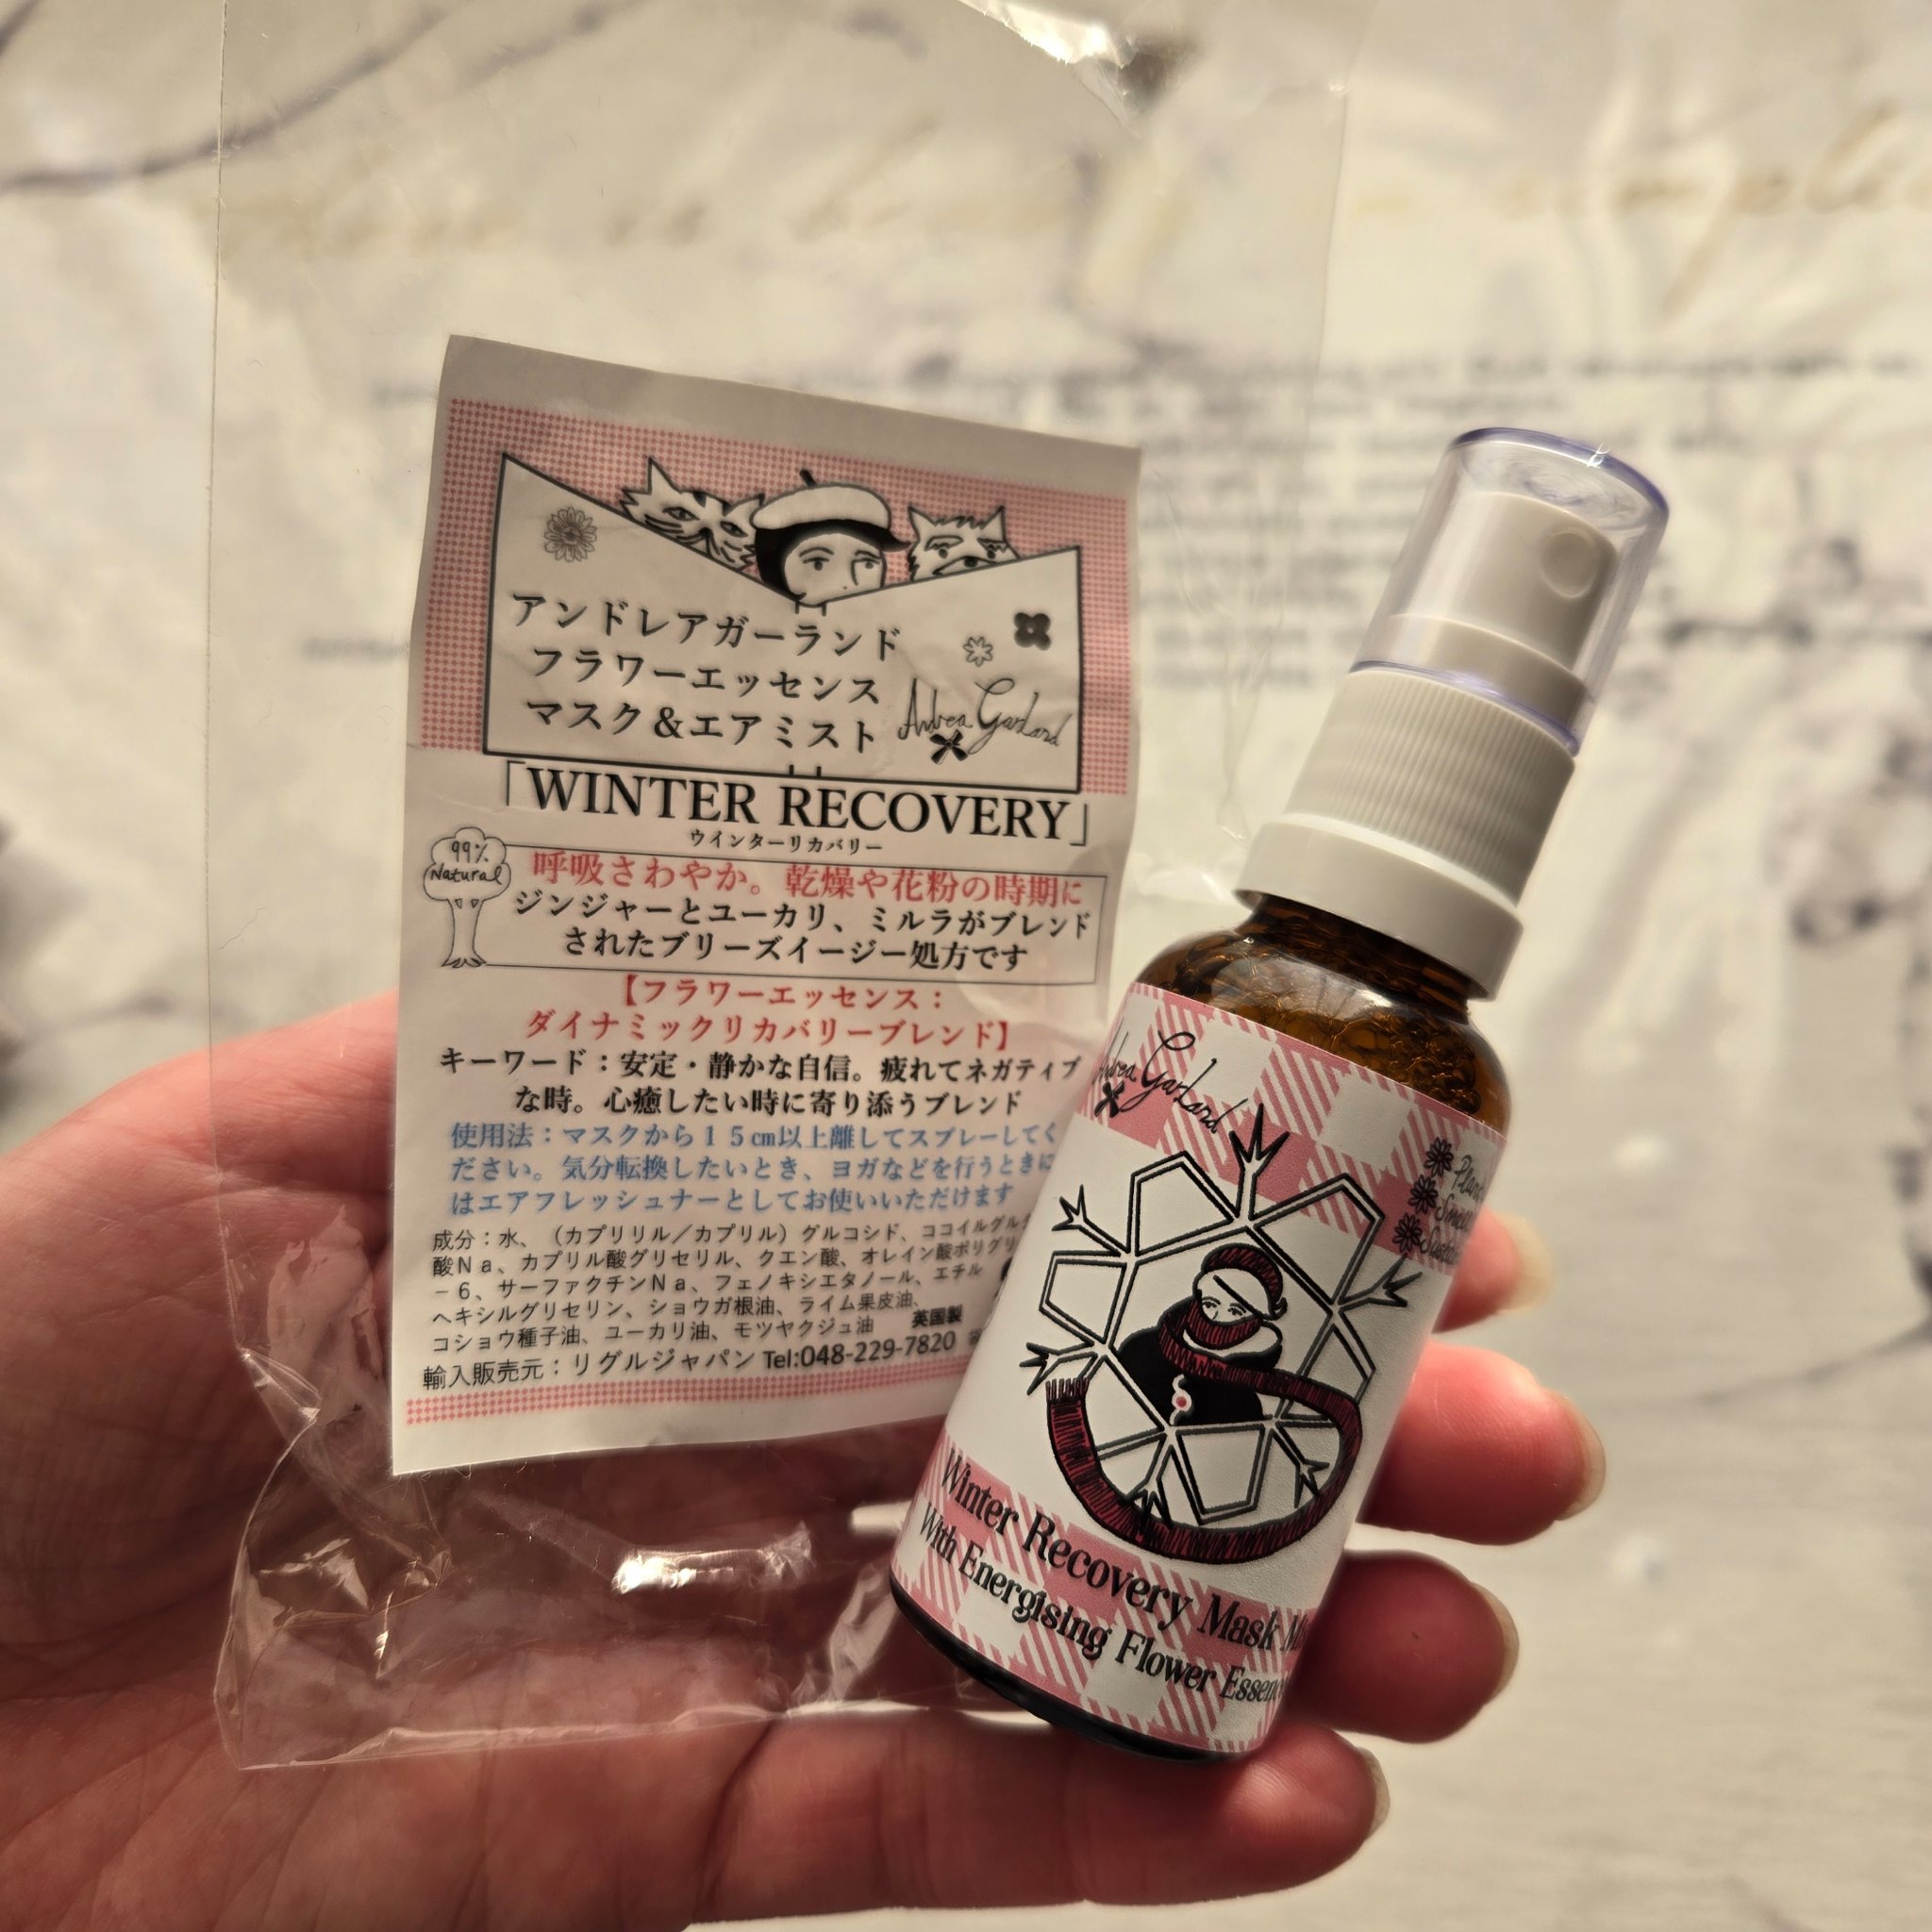 アンドレアガーランド
フラワーエッセンス
マスク＆エアミスト
Andrea Garland
「WINTER RECOVERY」
ウインターリカバリー
99%
Natural
呼吸さわやか。乾燥や花粉の時期に
ジンジャーとユーカリ、ミルラがブレンド
されたブリーズイージー処方です
【フラワーエッセンス：
ダイナミックリカバリーブレンド】
キーワード：安定・静かな自信。疲れてネガティブ
な時。心癒したい時に寄り添うブレンド
使用法：マスクから１５㎝以上離してスプレーしてく
ださい。気分転換したいとき、ヨガなどを行うときに
はエアフレッシュナーとしてお使いいただけます
成分：水、（カプリリル／カプリル）グルコシド、ココイルグル
酸Ｎａ、カプリル酸グリセリル、クエン酸、オレイン酸ポリグリ
－６、サーファクチンＮａ、フェノキシエタノール、エチル
ヘキシルグリセリン、ショウガ根油、ライム果皮油、
コショウ種子油、ユーカリ油、モツヤクジュ油 英国製
輸入販売元：リグルジャパン Tel:048-229-7820
Andrea Garland
Winter Recovery Mask
With Energising Flower